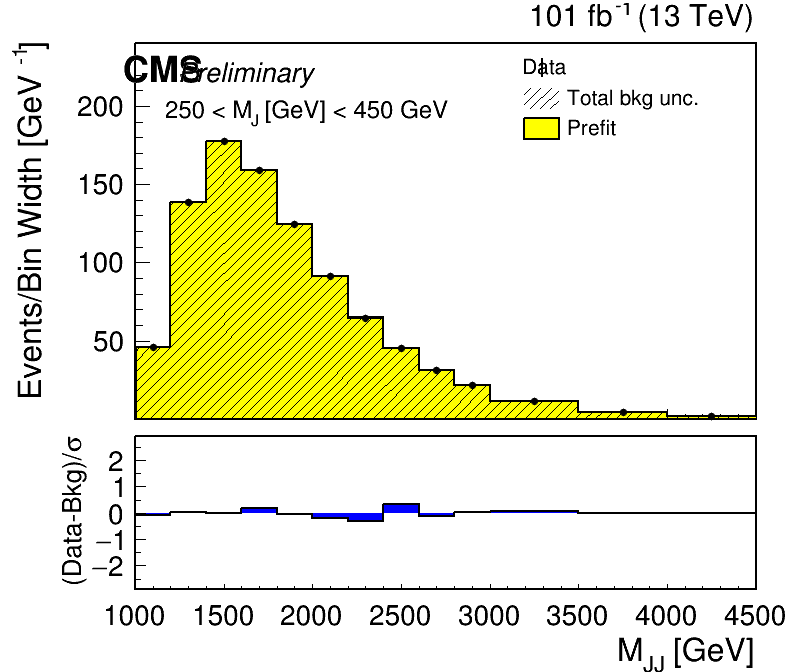 101 fb⁻¹ (13 TeV)
CMS Preliminary
250 < M_J [GeV] < 450 GeV
Data
Total bkg unc.
Prefit
Events/Bin Width [GeV⁻¹]
200
150
100
50
(Data-Bkg)/σ
2
1
0
−1
−2
1000 1500 2000 2500 3000 3500 4000 4500
M_JJ [GeV]